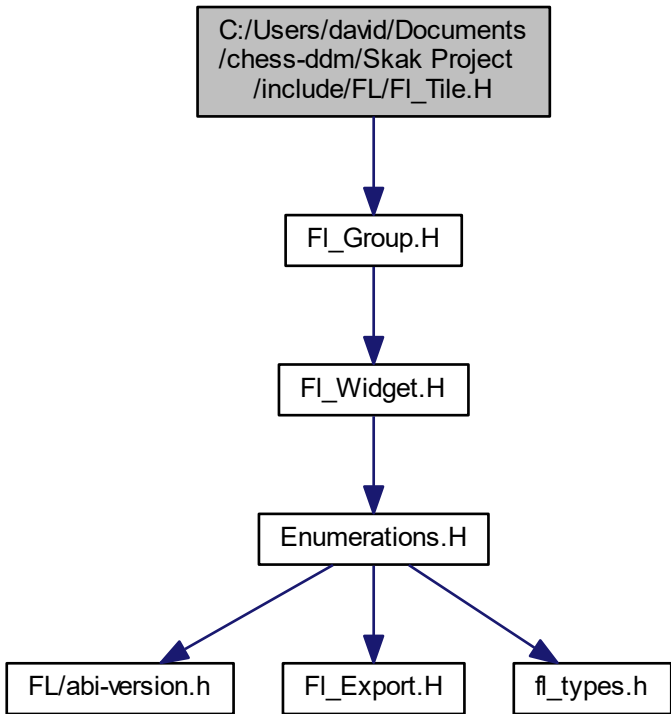 C:/Users/david/Documents
/chess-ddm/Skak Project
/include/FL/Fl_Tile.H
Fl_Group.H
Fl_Widget.H
Enumerations.H
FL/abi-version.h
Fl_Export.H
fl_types.h